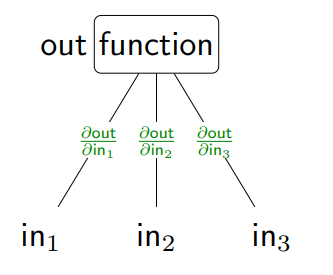 out function
∂out/∂in₁ ∂out/∂in₂ ∂out/∂in₃
in₁ in₂ in₃